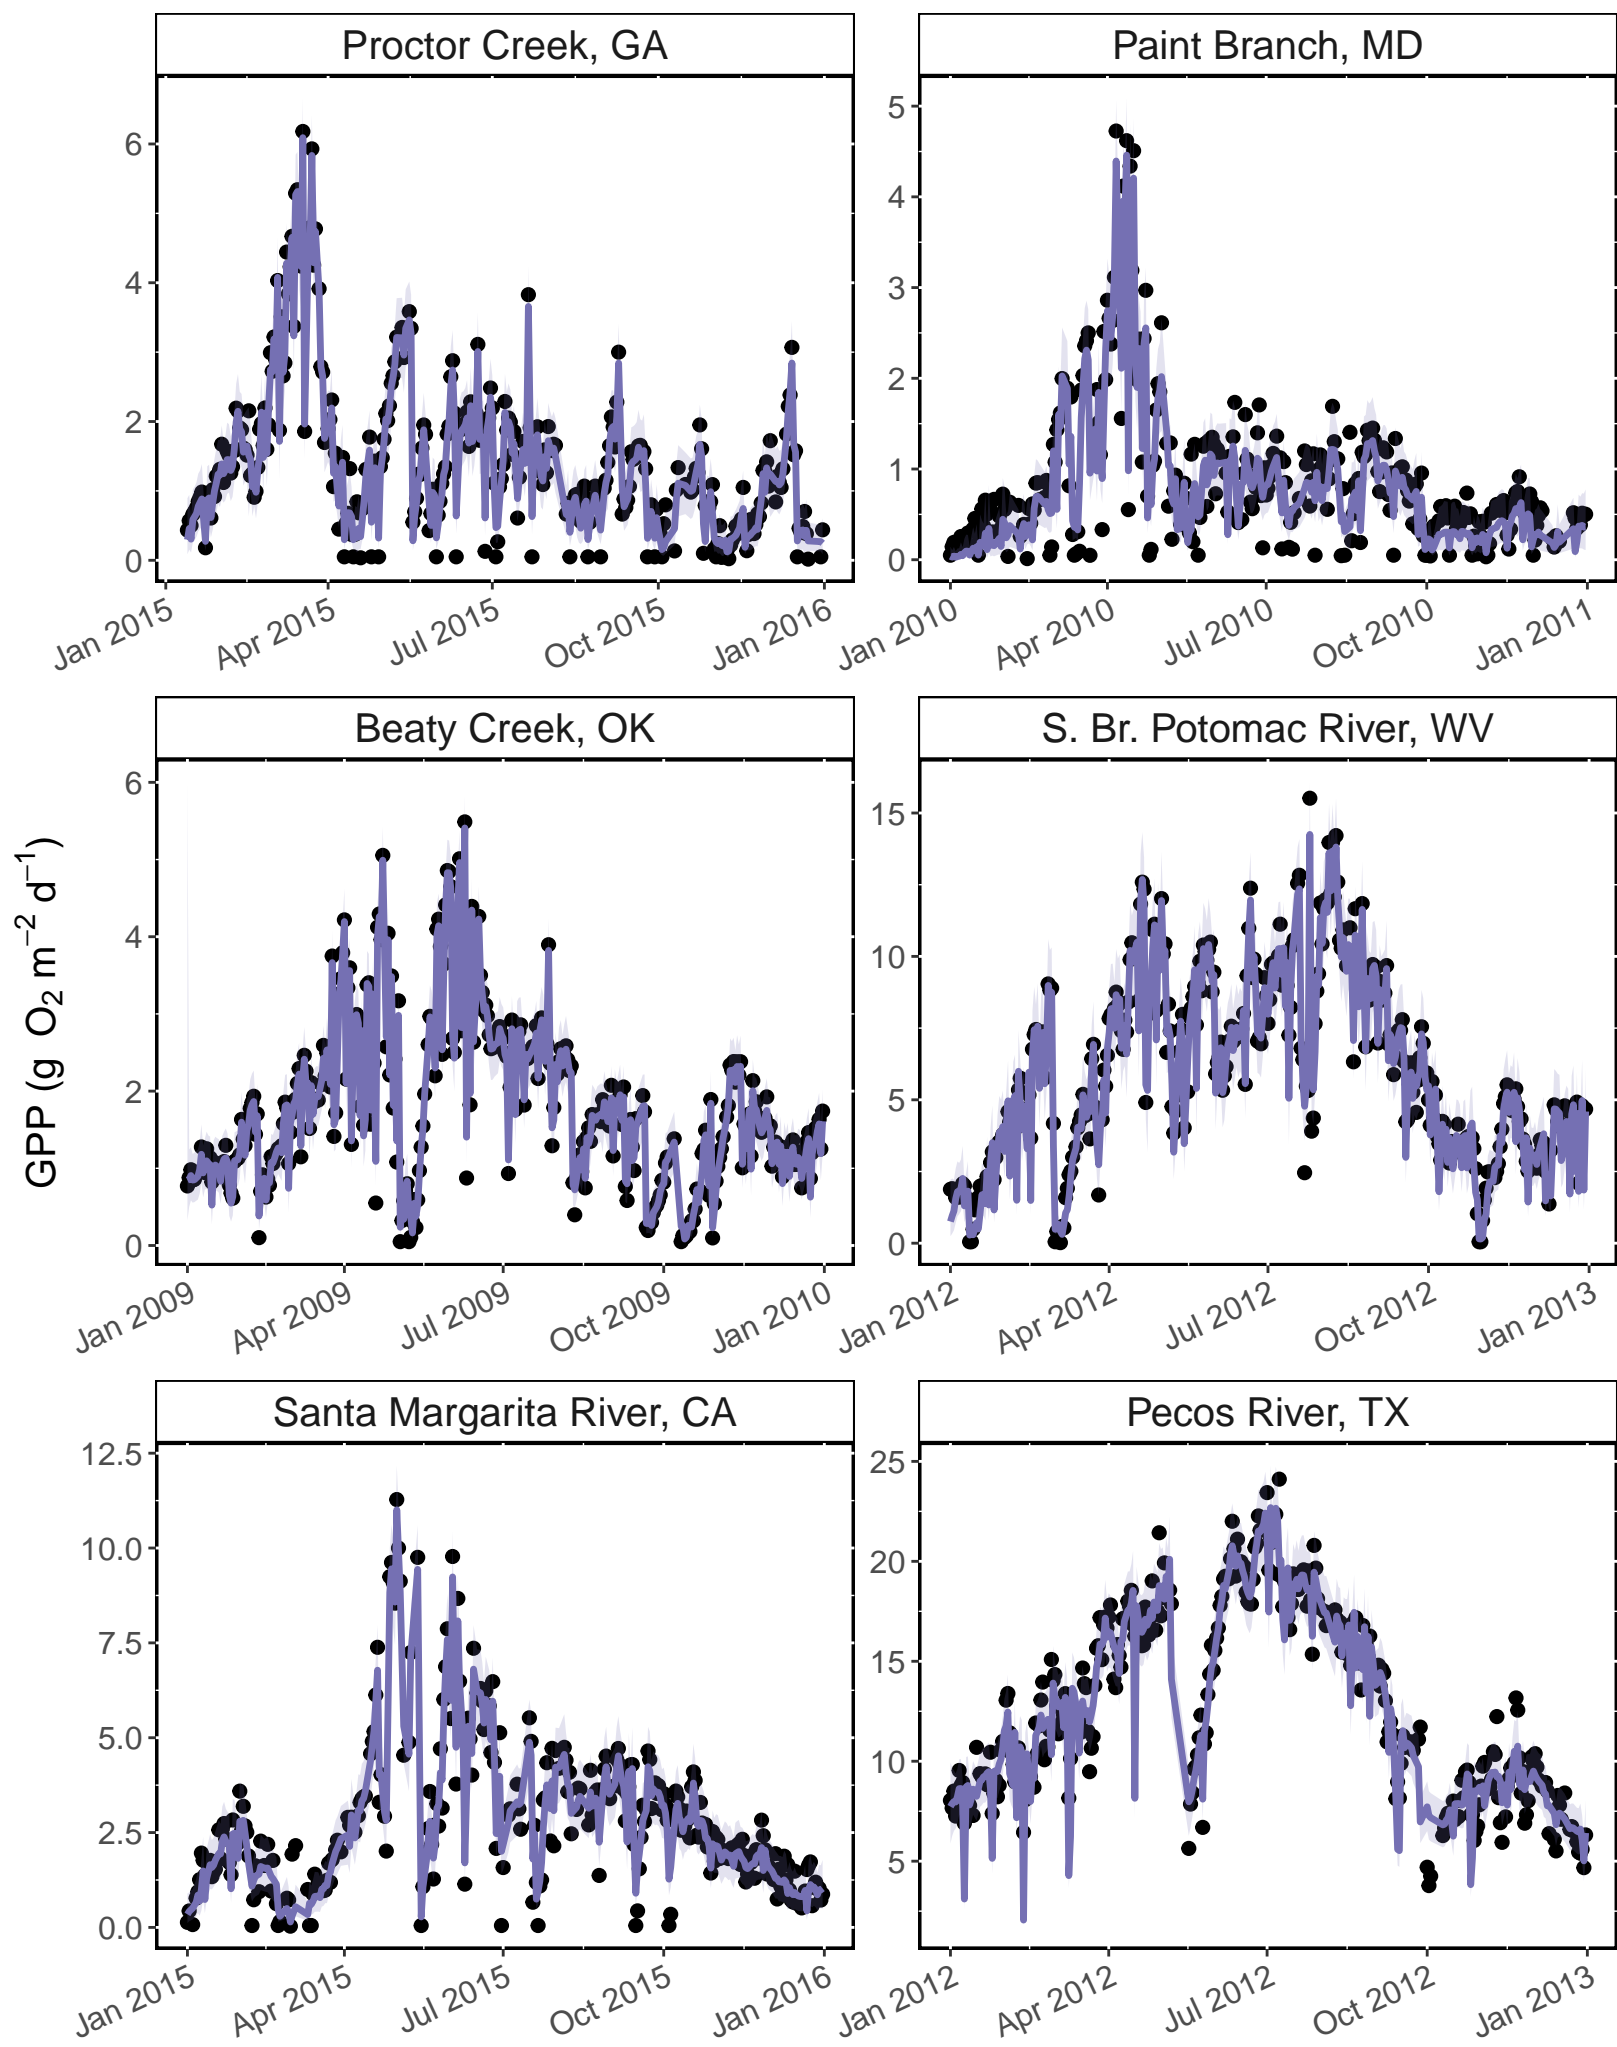 Proctor Creek, GA
6
4
2
0
Jan 2015
Apr 2015
Jul 2015
Oct 2015
Jan 2016
Paint Branch, MD
5
4
3
2
1
0
Jan 2010
Apr 2010
Jul 2010
Oct 2010
Jan 2011
GPP (g O₂ m⁻² d⁻¹)
Beaty Creek, OK
6
4
2
0
Jan 2009
Apr 2009
Jul 2009
Oct 2009
Jan 2010
S. Br. Potomac River, WV
15
10
5
0
Jan 2012
Apr 2012
Jul 2012
Oct 2012
Jan 2013
Santa Margarita River, CA
12.5
10.0
7.5
5.0
2.5
0.0
Jan 2015
Apr 2015
Jul 2015
Oct 2015
Jan 2016
Pecos River, TX
25
20
15
10
5
Jan 2012
Apr 2012
Jul 2012
Oct 2012
Jan 2013